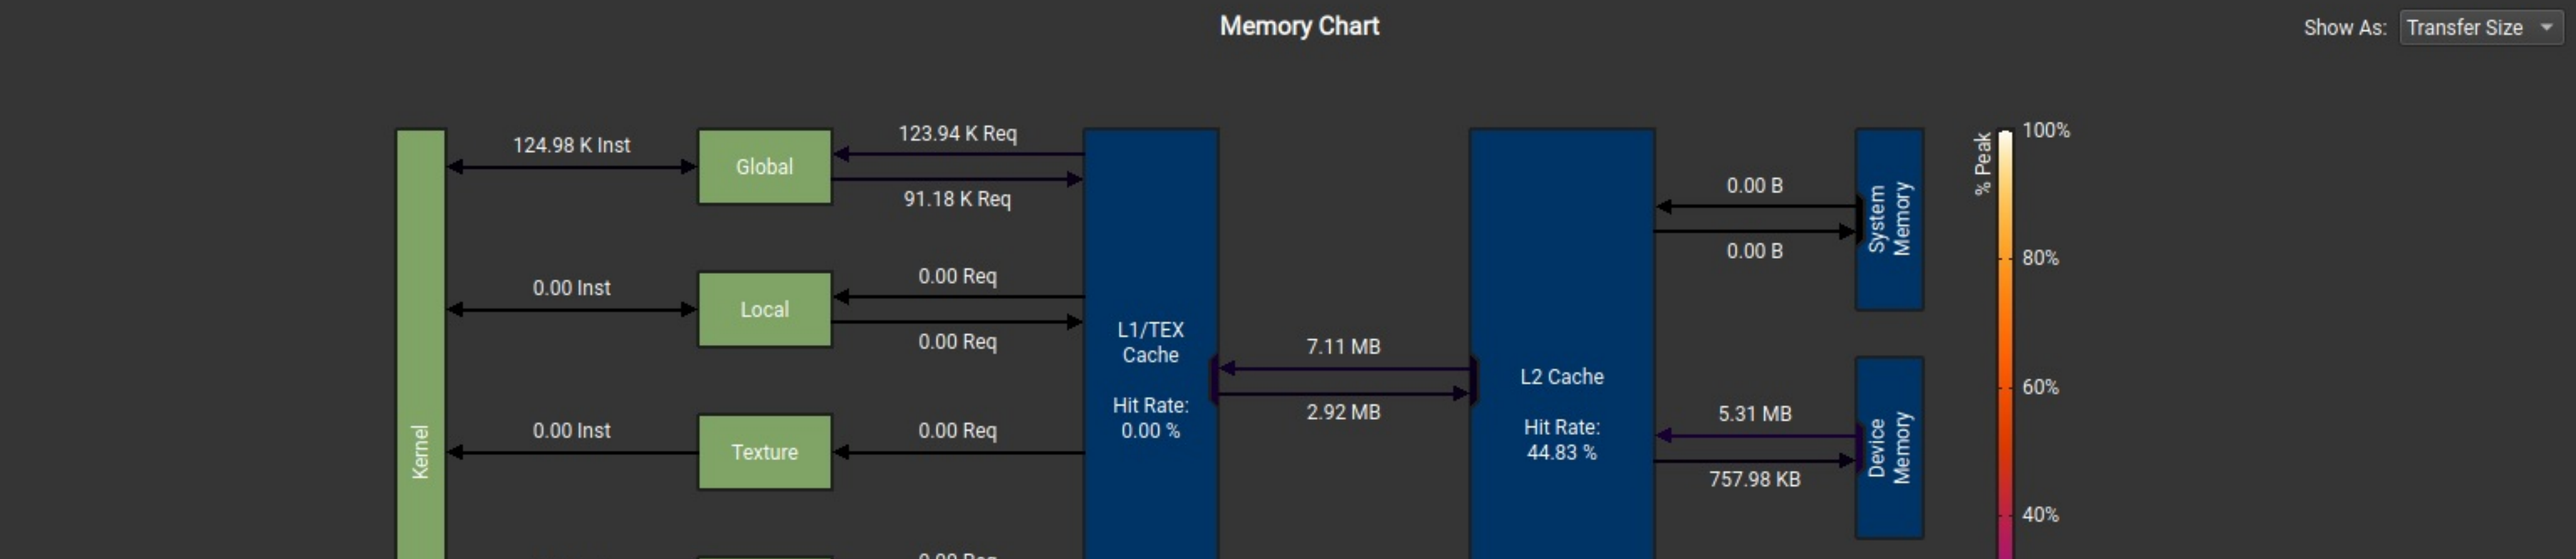 Memory Chart
Show As: Transfer Size
Kernel
124.98 K Inst
Global
123.94 K Req
91.18 K Req
0.00 Inst
Local
0.00 Req
0.00 Req
0.00 Inst
Texture
0.00 Req
0.00 Req
L1/TEX
Cache
Hit Rate:
0.00 %
7.11 MB
2.92 MB
L2 Cache
Hit Rate:
44.83 %
0.00 B
0.00 B
System
Memory
5.31 MB
757.98 KB
Device
Memory
% Peak
100%
80%
60%
40%